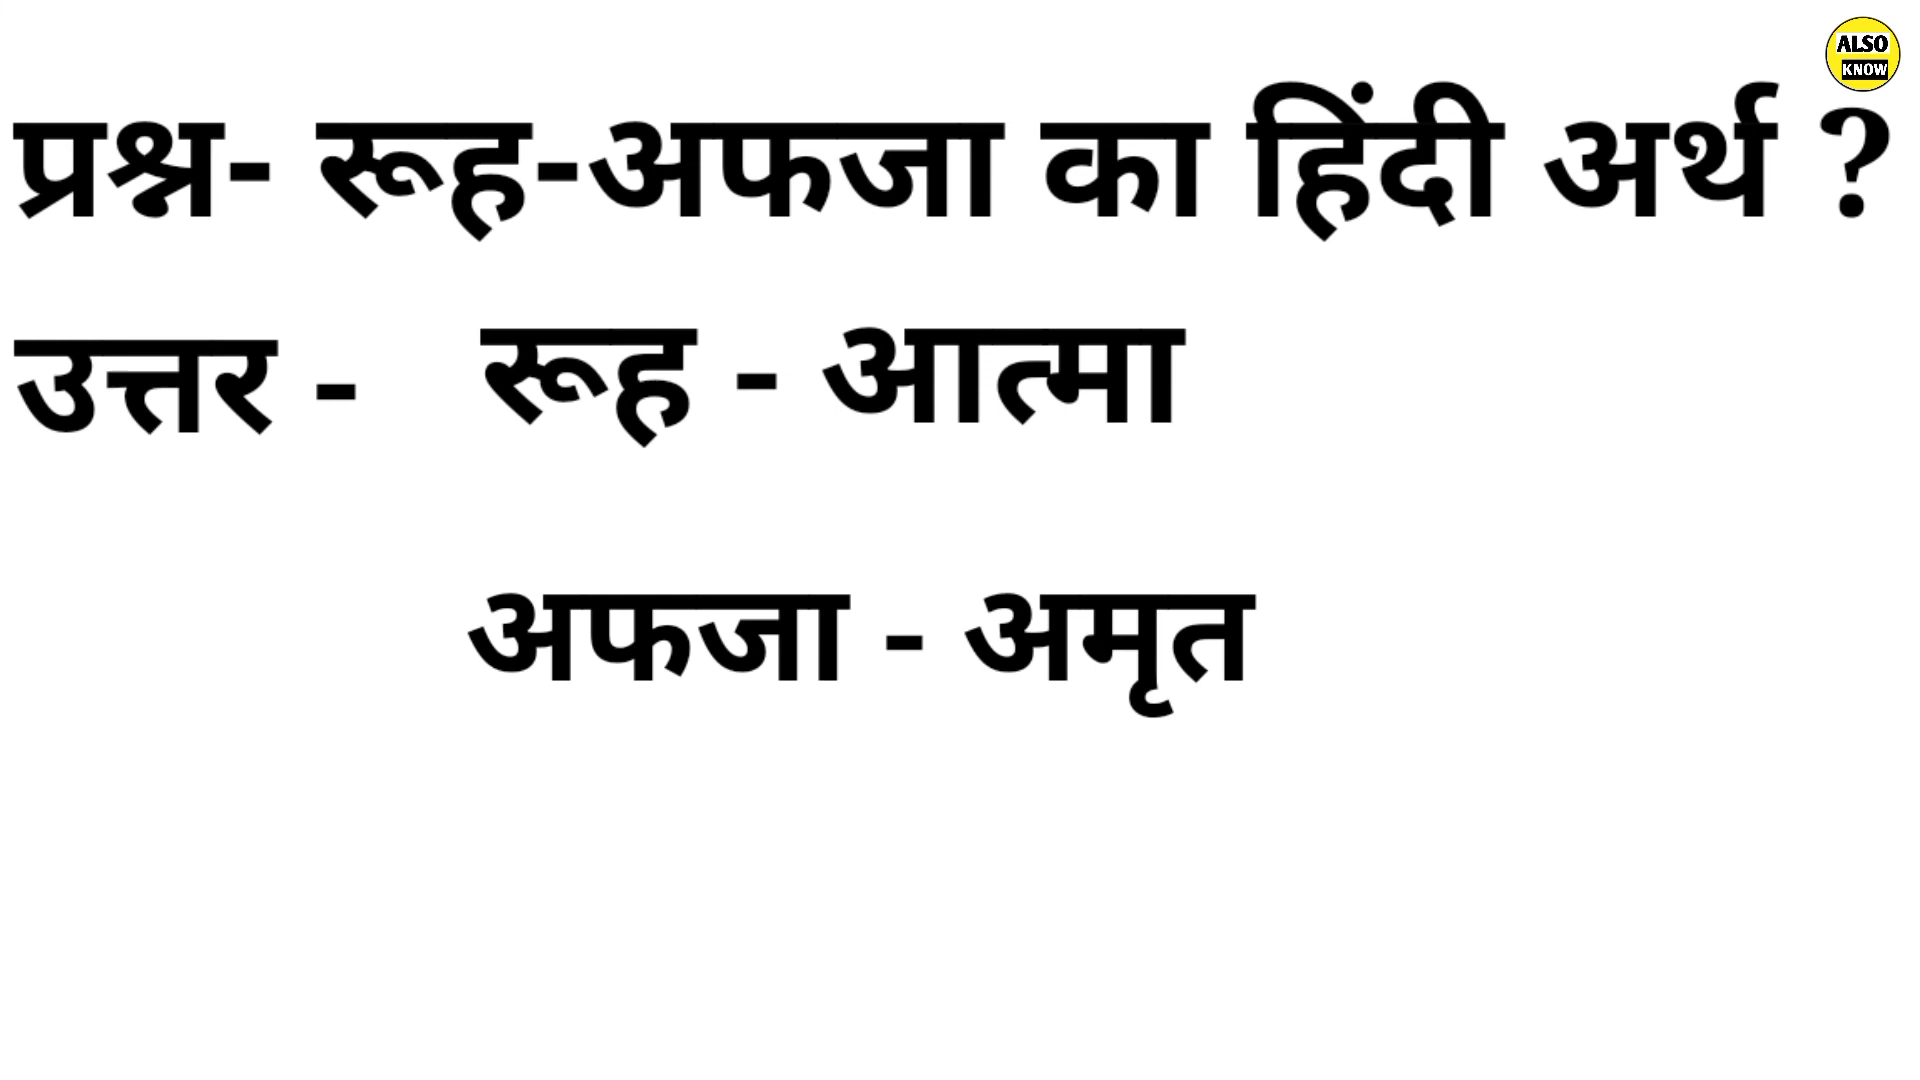 ALSO
KNOW
प्रश्न- रूह-अफजा का हिंदी अर्थ ?
उत्तर - रूह - आत्मा
अफजा - अमृत